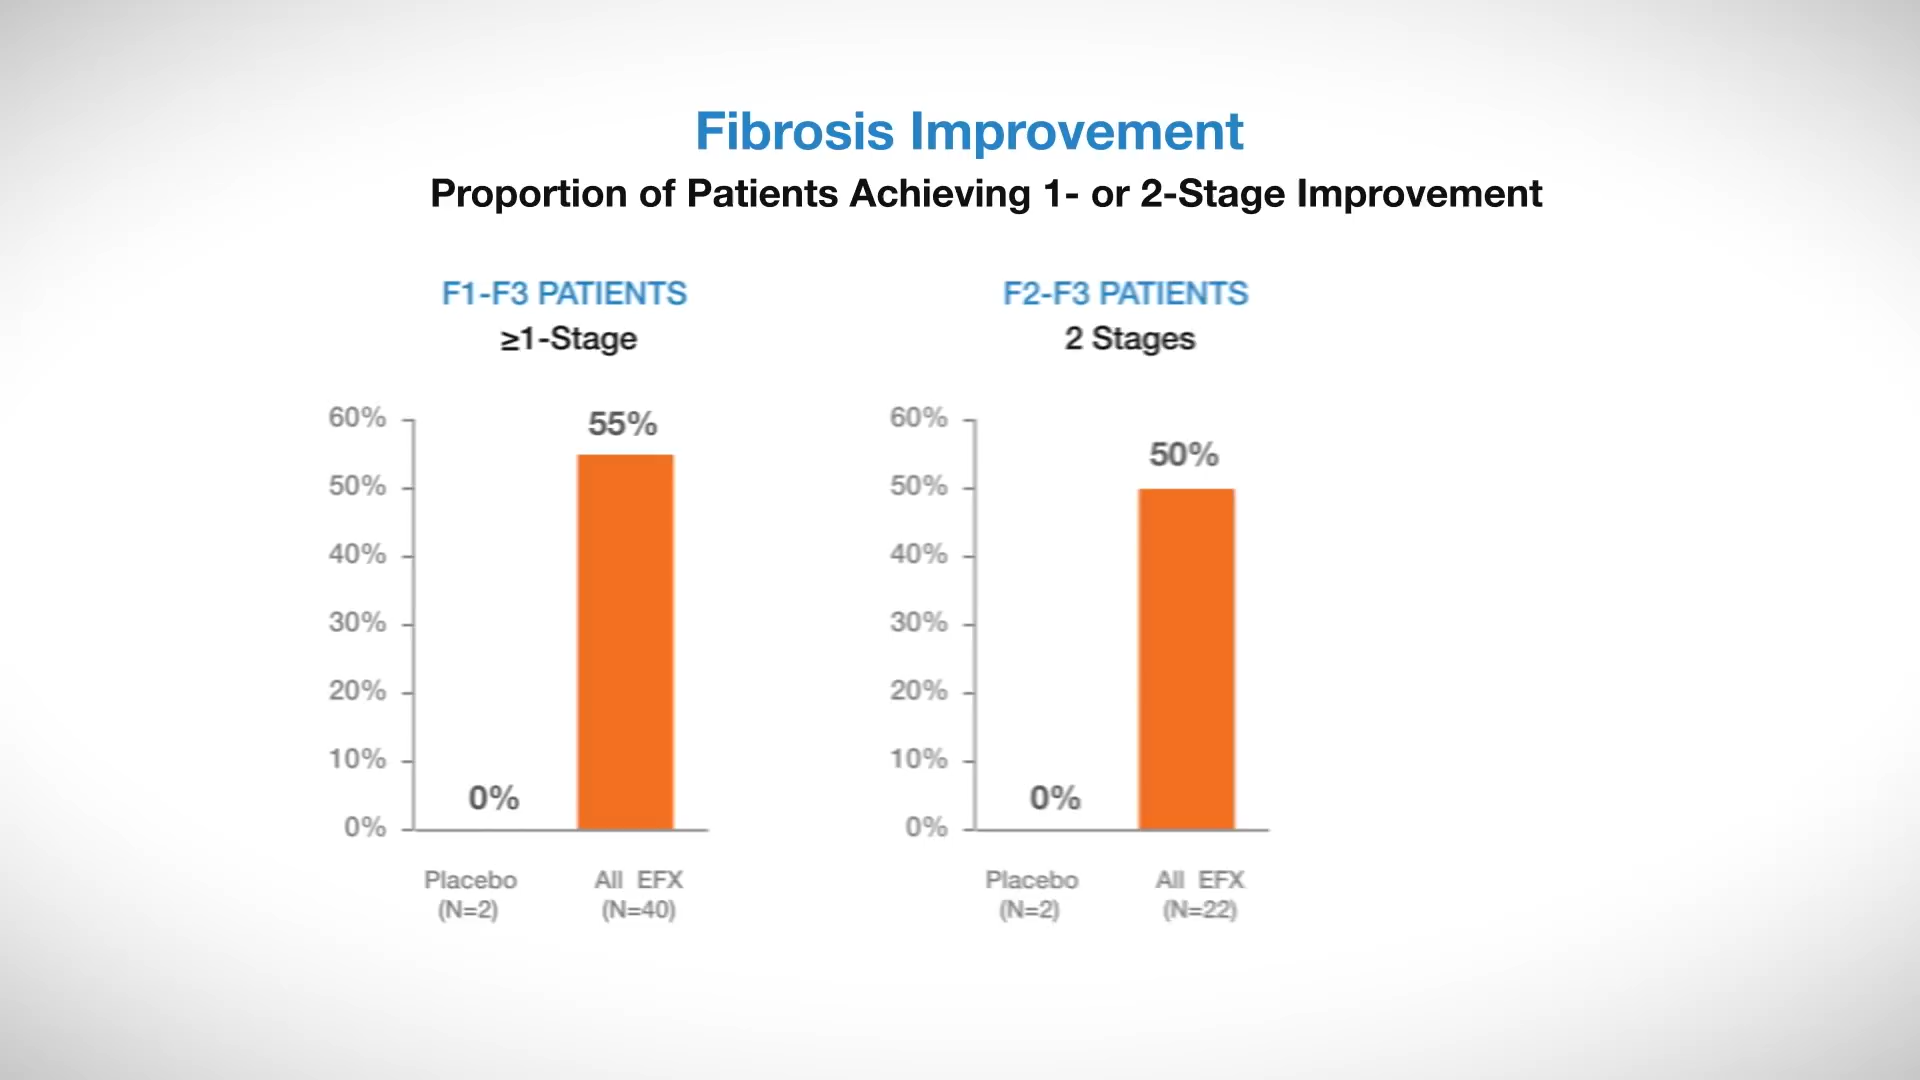 Fibrosis Improvement
Proportion of Patients Achieving 1- or 2-Stage Improvement
F1-F3 PATIENTS
≥1-Stage
60%
50%
40%
30%
20%
10%
0%
55%
0%
Placebo
(N=2)
All EFX
(N=40)
F2-F3 PATIENTS
2 Stages
60%
50%
40%
30%
20%
10%
0%
50%
0%
Placebo
(N=2)
All EFX
(N=22)